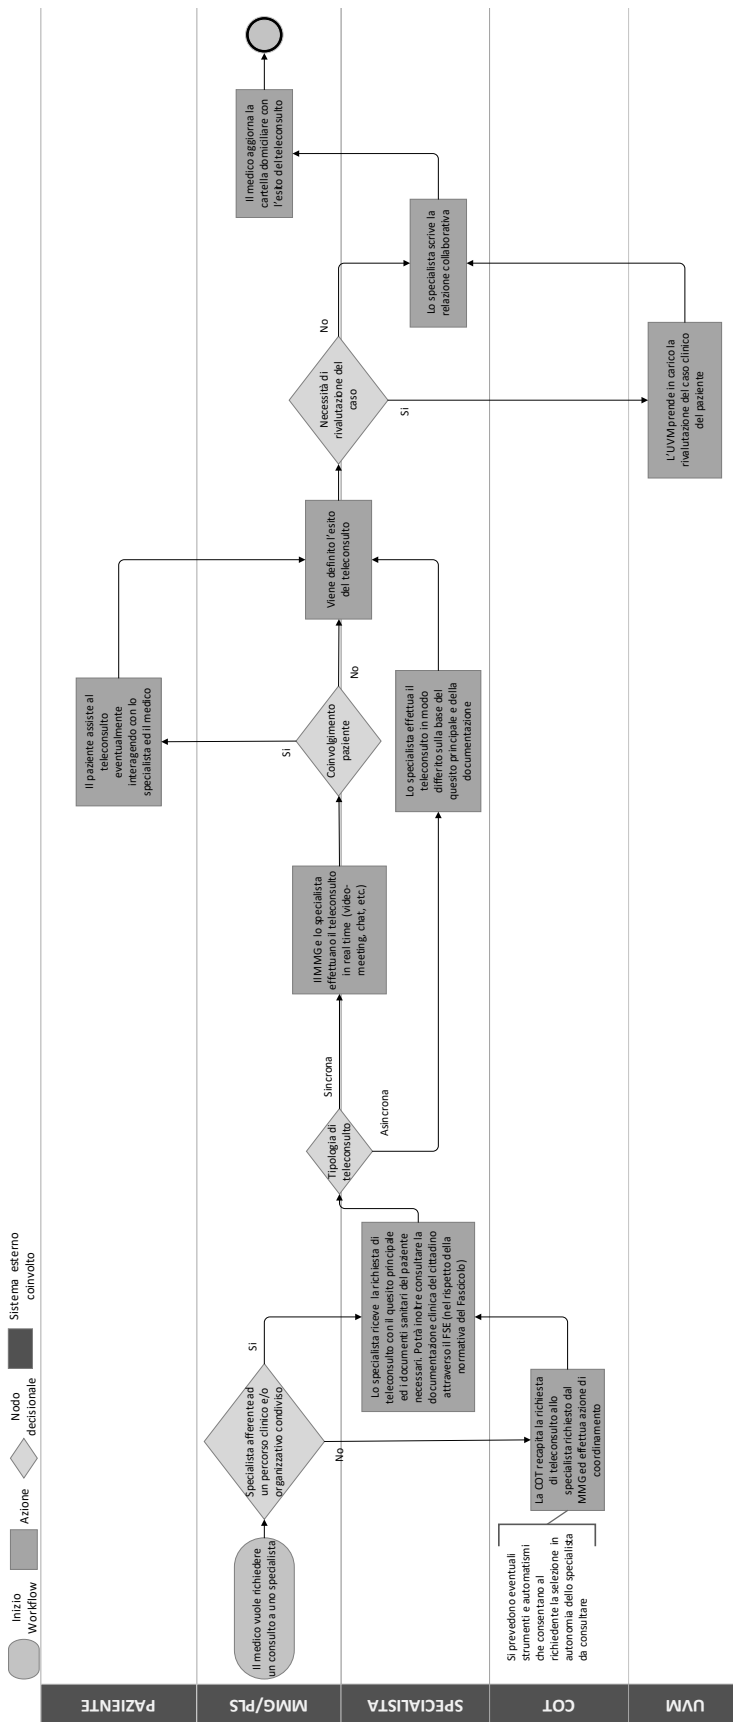 Inizio
Workflow
Azione
Nodo
decisionale
Sistema esterno
coinvolto
PAZIENTE
MMG/PLS
SPECIALISTA
COT
UVM
Il medico vuole richiedere
un consulto a uno specialista
Specialista afferente ad
un percorso clinico e/o
organizzativo condiviso
Si
No
Si prevedono eventuali
strumenti e automatismi
che consentano al
richiedente la selezione in
autonomia dello specialista
da consultare
La COT recapita la richiesta
di teleconsulto allo
specialista richiesto dal
MMG ed effettua azione di
coordinamento
Lo specialista riceve la richiesta di
teleconsulto con il quesito principale
ed i documenti sanitari del paziente
necessari. Potrà inoltre consultare la
documentazione clinica del cittadino
attraverso il FSE (nel rispetto della
normativa del Fascicolo)
Tipologia di
teleconsulto
Sincrona
Asincrona
Il MMG e lo specialista
effettuano il teleconsulto
in real time (video-
meeting, chat, etc.)
Coinvolgimento
paziente
Si
No
Il paziente assiste al
teleconsulto
eventualmente
interagendo con lo
specialista ed il medico
Lo specialista effettua il
teleconsulto in modo
differito sulla base del
quesito principale e della
documentazione
Viene definito l'esito
del teleconsulto
Necessità di
rivalutazione del
caso
No
Si
L'UVM prende in carico la
rivalutazione del caso clinico
del paziente
Lo specialista scrive la
relazione collaborativa
Il medico aggiorna la
cartella domiciliare con
l'esito del teleconsulto